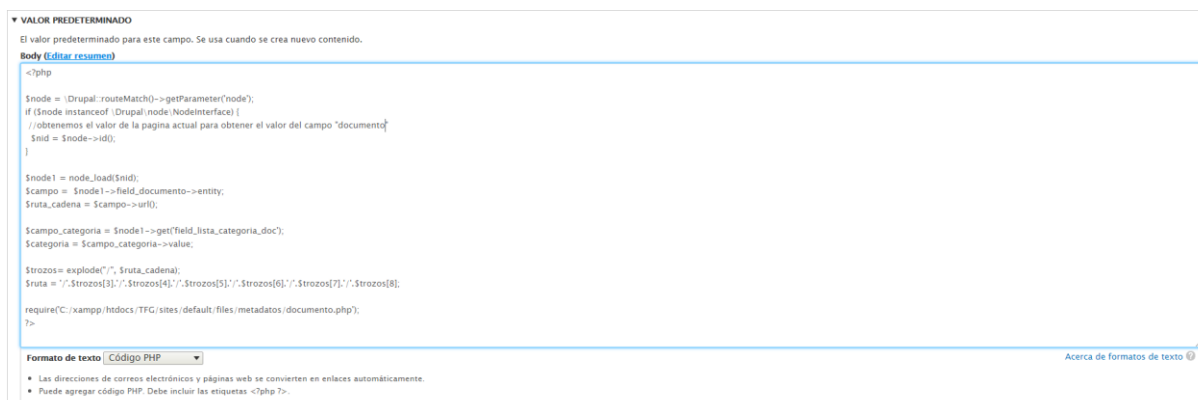 ▼ VALOR PREDETERMINADO
El valor predeterminado para este campo. Se usa cuando se crea nuevo contenido.
Body (Editar resumen)
<?php
$node = \Drupal::routeMatch()->getParameter('node');
if ($node instanceof \Drupal\node\NodeInterface) {
//obtenemos el valor de la pagina actual para obtener el valor del campo "documento"
$nid = $node->id();
}
$node1 = node_load($nid);
$campo = $node1->field_documento->entity;
$ruta_cadena = $campo->url();
$campo_categoria = $node1->get('field_lista_categoria_doc');
$categoria = $campo_categoria->value;
$trozos= explode("/", $ruta_cadena);
$ruta = '/'.$trozos[3].'/'.$trozos[4].'/'.$trozos[5].'/'.$trozos[6].'/'.$trozos[7].'/'.$trozos[8];
require('C:/xampp/htdocs/TFG/sites/default/files/metadatos/documento.php');
?>
Formato de texto Código PHP
Acerca de formatos de texto
Las direcciones de correos electrónicos y páginas web se convierten en enlaces automáticamente.
Puede agregar código PHP. Debe incluir las etiquetas <?php ?>.